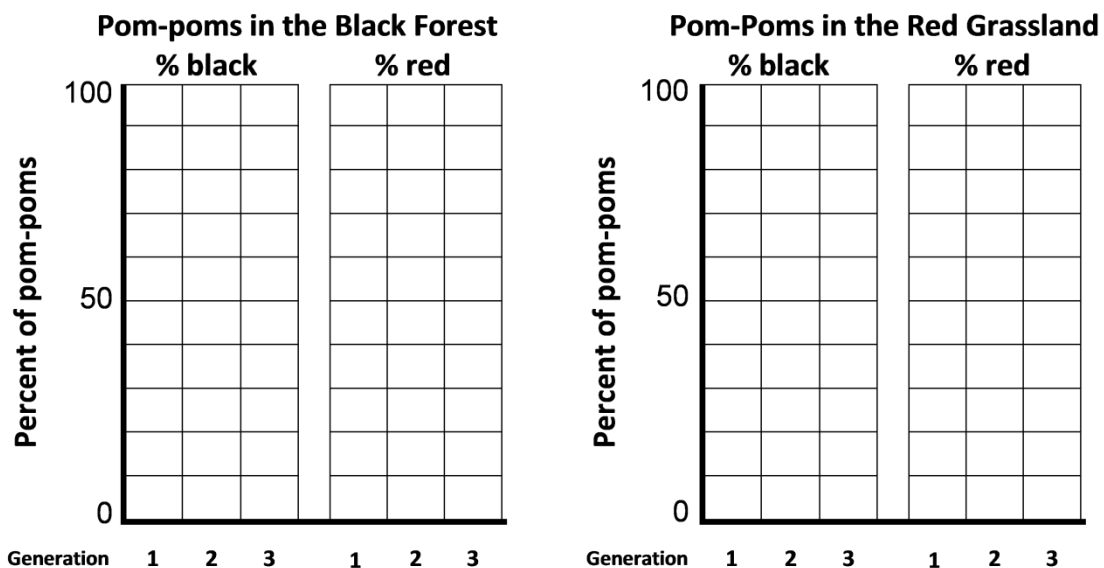 Pom-poms in the Black Forest
% black % red
100
50
0
Percent of pom-poms
Generation 1 2 3 1 2 3
Pom-Poms in the Red Grassland
% black % red
100
50
0
Percent of pom-poms
Generation 1 2 3 1 2 3